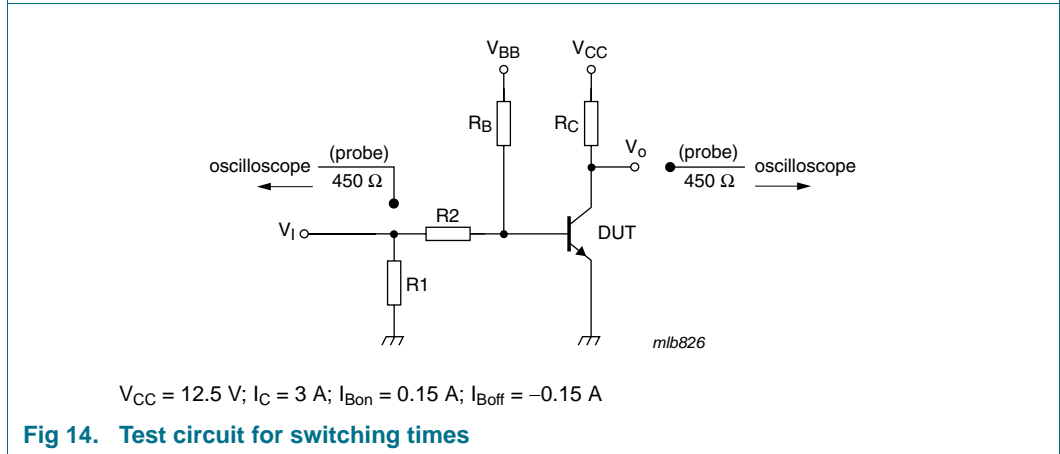 VBB
VCC
RB
RC
Vo
(probe)
oscilloscope
450 Ω
(probe)
oscilloscope
450 Ω
R2
VI
DUT
R1
mlb826
VCC = 12.5 V; IC = 3 A; IBon = 0.15 A; IBoff = −0.15 A
Fig 14. Test circuit for switching times